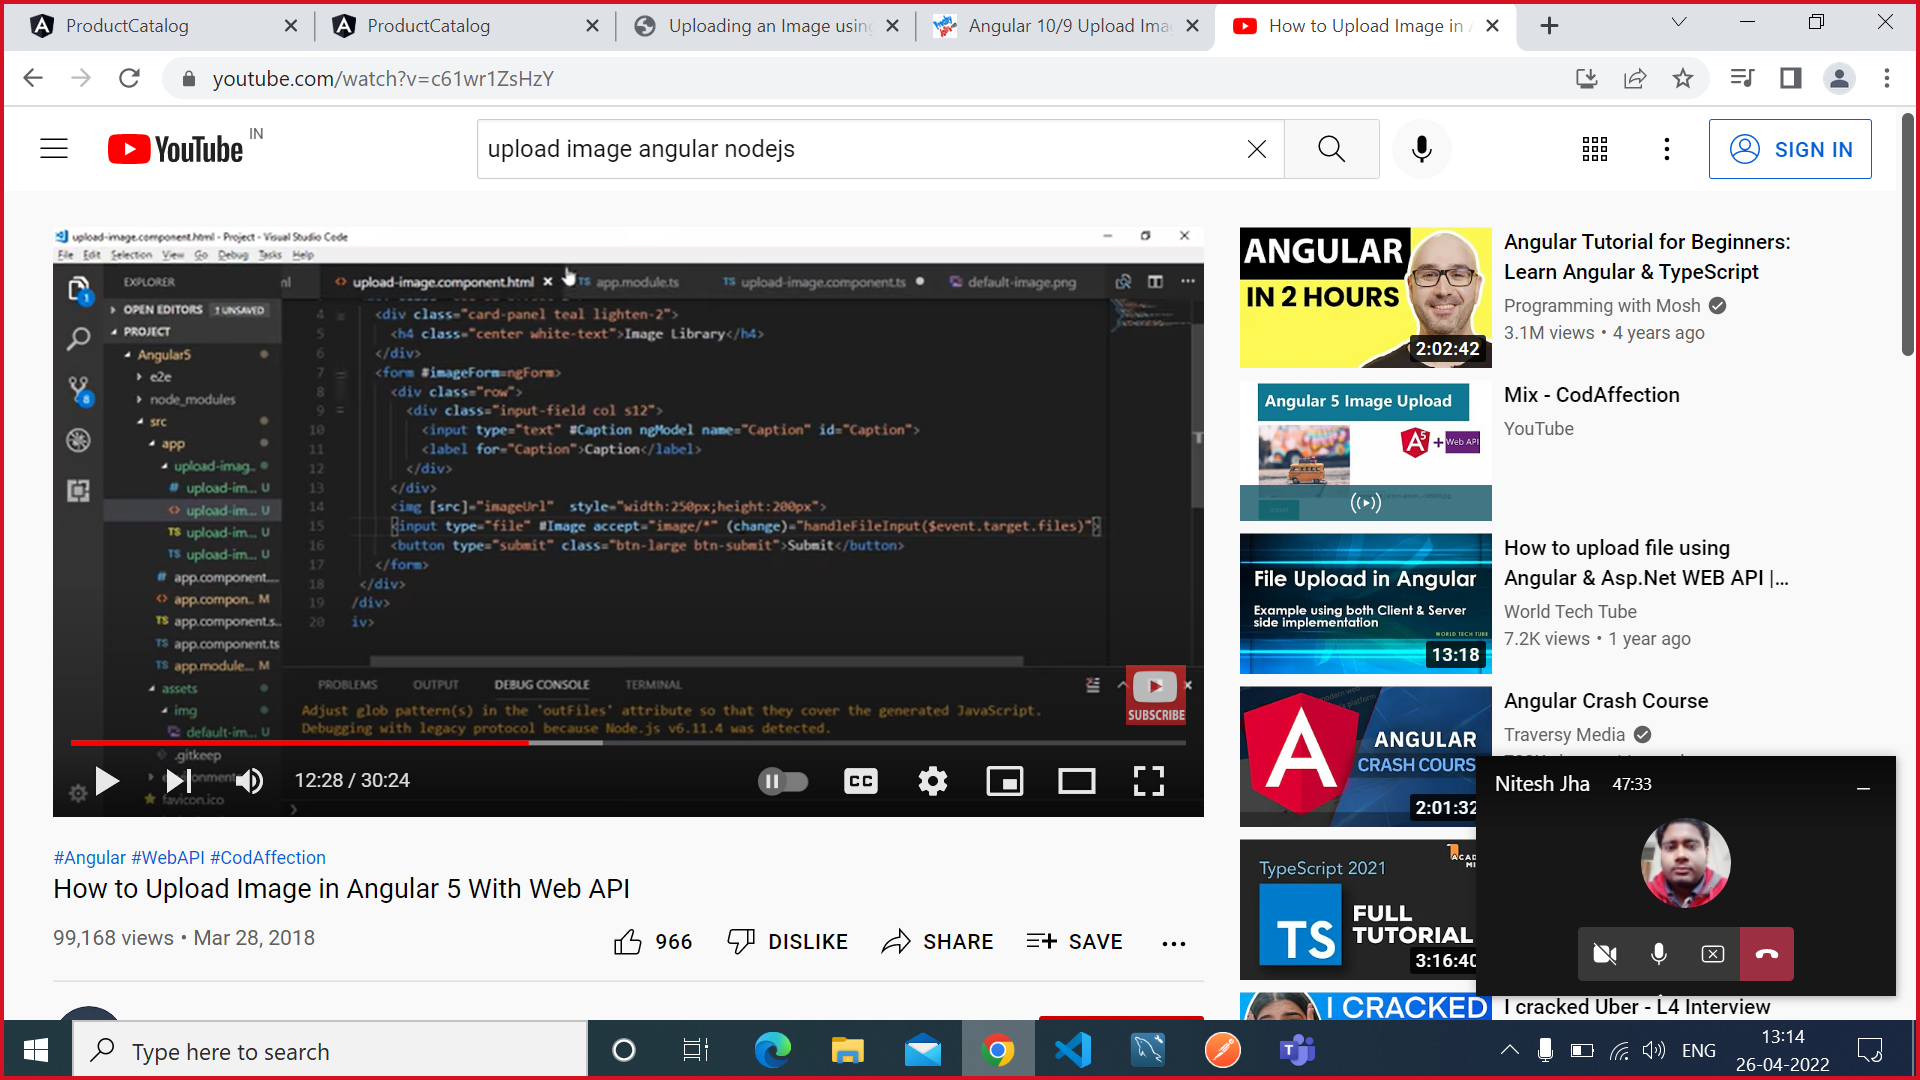 ProductCatalog
ProductCatalog
Uploading an Image using
Angular 10/9 Upload Ima
How to Upload Image in A
youtube.com/watch?v=c61wr1ZsHzY
YouTube IN
upload image angular nodejs
SIGN IN
upload-image.component.html - Project - Visual Studio Code
File Edit Selection View Go Debug Tasks Help
EXPLORER
OPEN EDITORS 1 UNSAVED
PROJECT
Angular5
e2e
node_modules
src
app
upload-imag...
upload-im... U
upload-im... U
upload-im... U
upload-im... U
app.component....
app.compon.. M
app.component.s..
app.component.ts
app.module... M
assets
img
default-im... U
.gitkeep
favicon.ico
upload-image.component.html
app.module.ts
upload-image.component.ts
default-image.png
4 <div class="card-panel teal lighten-2">
5 <h4 class="center white-text">Image Library</h4>
6 </div>
7 <form #imageForm=ngForm>
8 <div class="row">
9 <div class="input-field col s12">
10 <input type="text" #Caption ngModel name="Caption" id="Caption">
11 <label for="Caption">Caption</label>
12 </div>
13 </div>
14 <img [src]="imageUrl" style="width:250px;height:200px">
15 <input type="file" #Image accept="image/*" (change)="handleFileInput($event.target.files)">
16 <button type="submit" class="btn-large btn-submit">Submit</button>
17 </form>
18 </div>
19 /div>
20 iv>
PROBLEMS OUTPUT DEBUG CONSOLE TERMINAL
Adjust glob pattern(s) in the 'outFiles' attribute so that they cover the generated JavaScript.
Debugging with legacy protocol because Node.js v6.11.4 was detected.
SUBSCRIBE
12:28 / 30:24
CC
#Angular #WebAPI #CodAffection
How to Upload Image in Angular 5 With Web API
99,168 views • Mar 28, 2018
966 DISLIKE SHARE SAVE
ANGULAR
IN 2 HOURS
2:02:42
Angular Tutorial for Beginners:
Learn Angular & TypeScript
Programming with Mosh
3.1M views • 4 years ago
Angular 5 Image Upload
A5 + Web API
Mix - CodAffection
YouTube
File Upload in Angular
Example using both Client & Server
side implementation
WORLD TECH TUBE
13:18
How to upload file using
Angular & Asp.Net WEB API |...
World Tech Tube
7.2K views • 1 year ago
ANGULAR
CRASH COURS
2:01:32
Angular Crash Course
Traversy Media
TypeScript 2021
TS
FULL
TUTORIAL
3:16:40
Nitesh Jha 47:33
I CRACKED
I cracked Uber - L4 Interview
Type here to search
ENG
13:14
26-04-2022